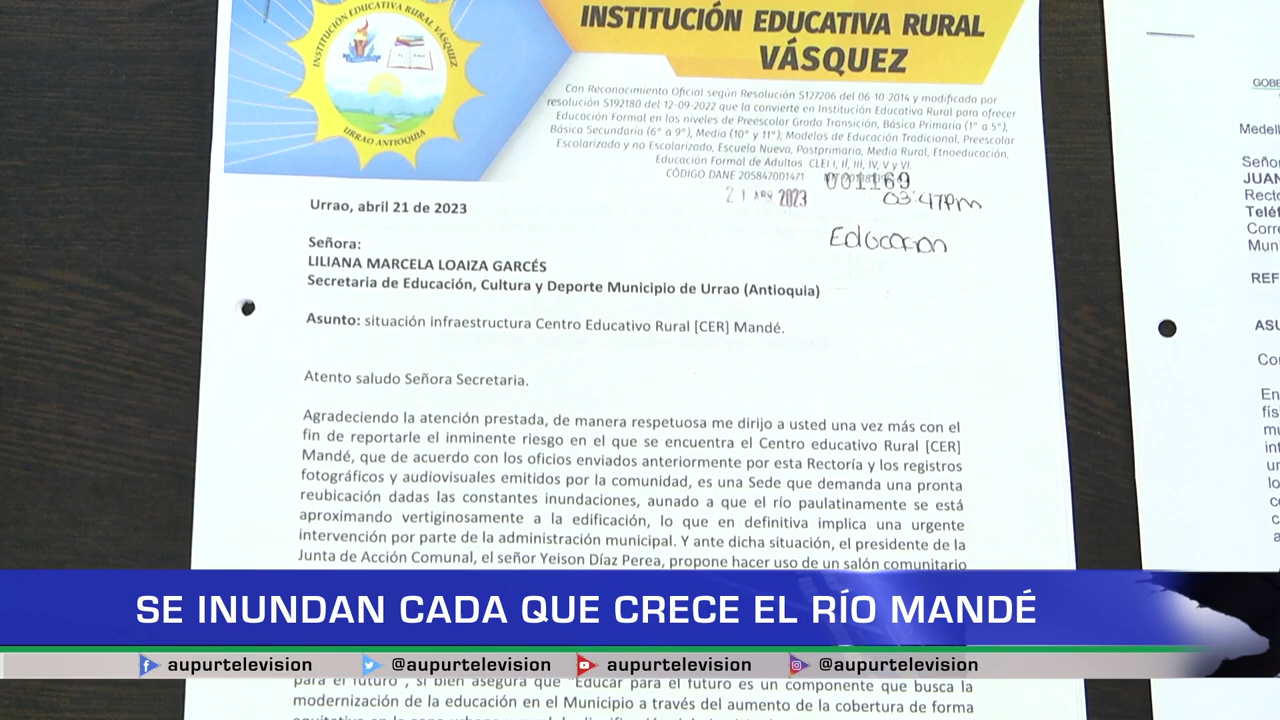 INSTITUCIÓN EDUCATIVA RURAL VÁSQUEZ
URRAO ANTIOQUIA
INSTITUCIÓN EDUCATIVA RURAL
VÁSQUEZ
Con Reconocimiento Oficial según Resolución S127206 del 06-10-2014 y modificada por
resolución S192180 del 12-09-2022 que la convierte en Institución Educativa Rural para ofrecer
Educación Formal en los niveles de Preescolar Grado Transición, Básica Primaria (1° a 5°),
Básica Secundaria (6° a 9°), Media (10° y 11°); Modelos de Educación Tradicional, Preescolar
Escolarizado y no Escolarizado, Escuela Nueva, Postprimaria, Media Rural, Etnoeducación,
Educación Formal de Adultos CLEI I, II, III, IV, V y VI.
CÓDIGO DANE 205847001471
001169
21 ABR 2023
03:47pm
Educación
Urrao, abril 21 de 2023
Señora:
LILIANA MARCELA LOAIZA GARCÉS
Secretaria de Educación, Cultura y Deporte Municipio de Urrao (Antioquia)
Asunto: situación infraestructura Centro Educativo Rural [CER] Mandé.
Atento saludo Señora Secretaria.
Agradeciendo la atención prestada, de manera respetuosa me dirijo a usted una vez más con el
fin de reportarle el inminente riesgo en el que se encuentra el Centro educativo Rural [CER]
Mandé, que de acuerdo con los oficios enviados anteriormente por esta Rectoría y los registros
fotográficos y audiovisuales emitidos por la comunidad, es una Sede que demanda una pronta
reubicación dadas las constantes inundaciones, aunado a que el río paulatinamente se está
aproximando vertiginosamente a la edificación, lo que en definitiva implica una urgente
intervención por parte de la administración municipal. Y ante dicha situación, el presidente de la
Junta de Acción Comunal, el señor Yeison Díaz Perea, propone hacer uso de un salón comunitario
SE INUNDAN CADA QUE CRECE EL RÍO MANDÉ
aupurtelevision
@aupurtelevision
aupurtelevision
@aupurtelevision
para el futuro", si bien asegura que "Educar para el futuro es un componente que busca la
modernización de la educación en el Municipio a través del aumento de la cobertura de forma
GOBE
Medel
Seño
JUAN
Recto
Teléf
Corre
Mun
REF
ASU
Co
En
fís
mu
int
un
lo
c
c
a